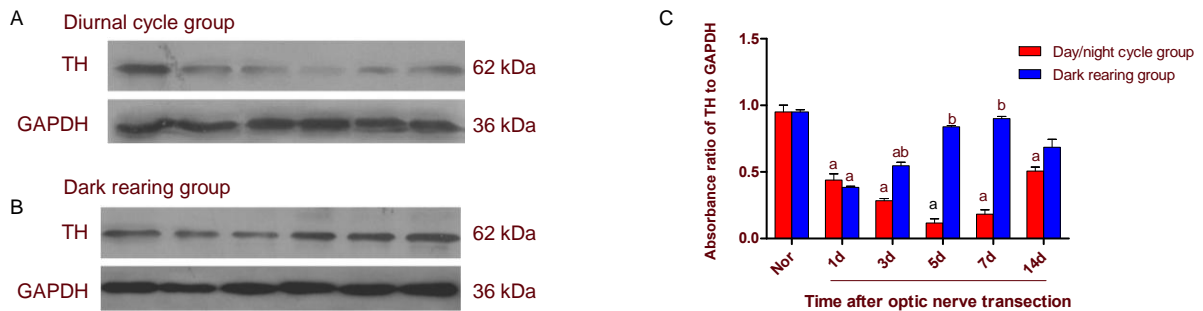 A
Diurnal cycle group
TH
62 kDa
GAPDH
36 kDa
B
Dark rearing group
TH
62 kDa
GAPDH
36 kDa
C
Absorbance ratio of TH to GAPDH
1.5
1.0
0.5
0.0
Day/night cycle group
Dark rearing group
a a
a ab
a b
a b
a
Nor 1d 3d 5d 7d 14d
Time after optic nerve transection